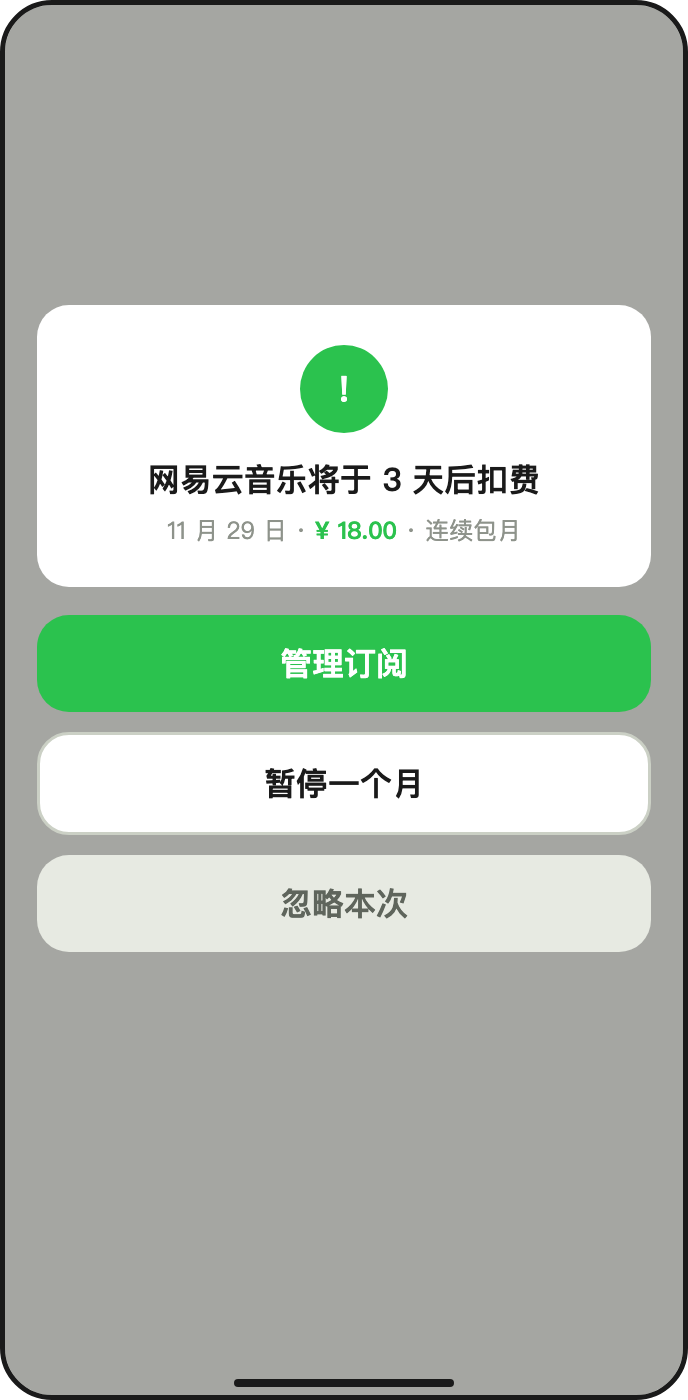 !
网易云音乐将于 3 天后扣费
11 月 29 日 · ¥ 18.00 · 连续包月
管理订阅
暂停一个月
忽略本次